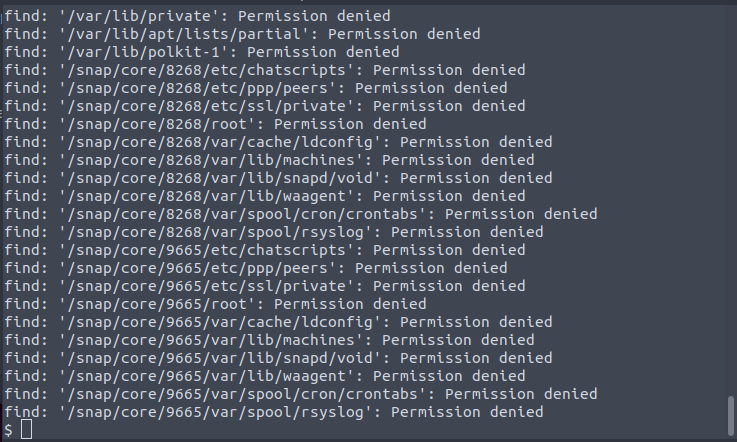 find: '/var/lib/private': Permission denied
find: '/var/lib/apt/lists/partial': Permission denied
find: '/var/lib/polkit-1': Permission denied
find: '/snap/core/8268/etc/chatscripts': Permission denied
find: '/snap/core/8268/etc/ppp/peers': Permission denied
find: '/snap/core/8268/etc/ssl/private': Permission denied
find: '/snap/core/8268/root': Permission denied
find: '/snap/core/8268/var/cache/ldconfig': Permission denied
find: '/snap/core/8268/var/lib/machines': Permission denied
find: '/snap/core/8268/var/lib/snapd/void': Permission denied
find: '/snap/core/8268/var/lib/waagent': Permission denied
find: '/snap/core/8268/var/spool/cron/crontabs': Permission denied
find: '/snap/core/8268/var/spool/rsyslog': Permission denied
find: '/snap/core/9665/etc/chatscripts': Permission denied
find: '/snap/core/9665/etc/ppp/peers': Permission denied
find: '/snap/core/9665/etc/ssl/private': Permission denied
find: '/snap/core/9665/root': Permission denied
find: '/snap/core/9665/var/cache/ldconfig': Permission denied
find: '/snap/core/9665/var/lib/machines': Permission denied
find: '/snap/core/9665/var/lib/snapd/void': Permission denied
find: '/snap/core/9665/var/lib/waagent': Permission denied
find: '/snap/core/9665/var/spool/cron/crontabs': Permission denied
find: '/snap/core/9665/var/spool/rsyslog': Permission denied
$